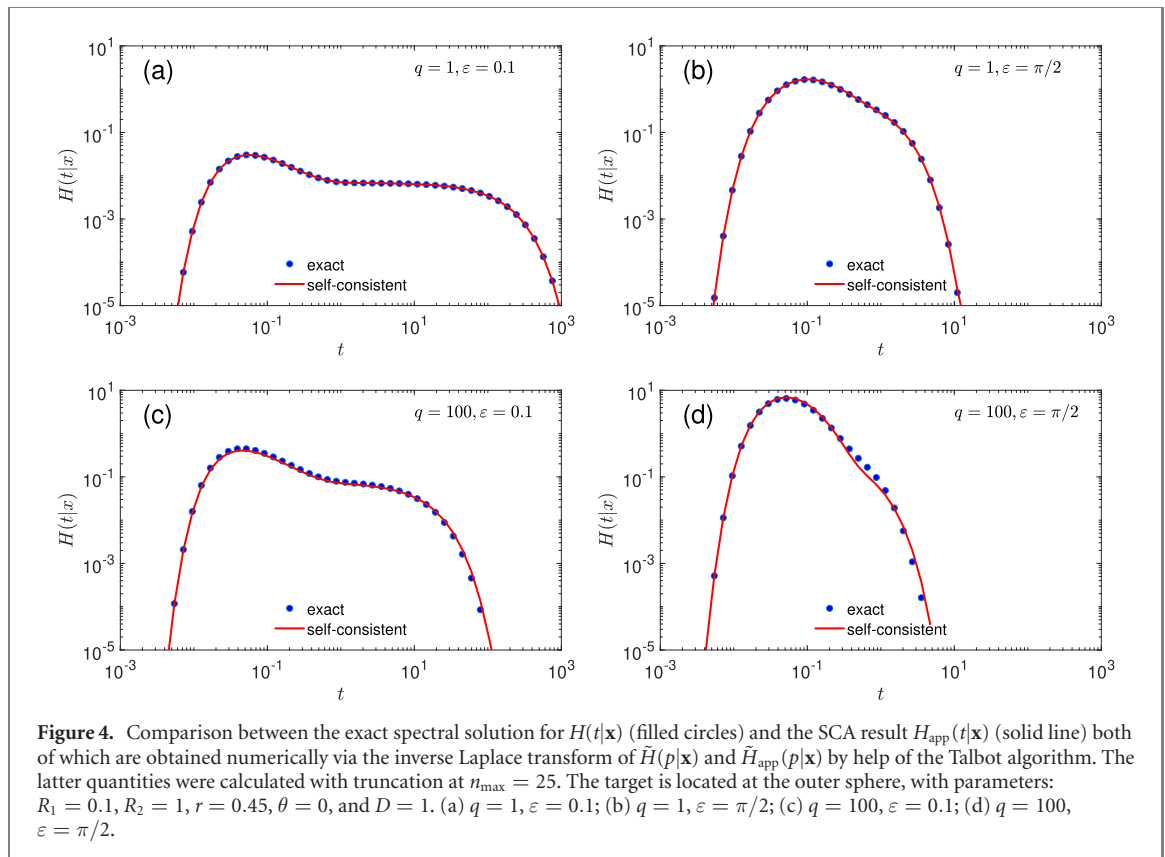 (a)
q = 1, ε = 0.1
10^1
10^-1
10^-3
10^-5
H(t|x)
exact
self-consistent
10^-3 10^-1 10^1 10^3
t
(b)
q = 1, ε = π/2
10^1
10^-1
10^-3
10^-5
H(t|x)
exact
self-consistent
10^-3 10^-1 10^1 10^3
t
(c)
q = 100, ε = 0.1
10^1
10^-1
10^-3
10^-5
H(t|x)
exact
self-consistent
10^-3 10^-1 10^1 10^3
t
(d)
q = 100, ε = π/2
10^1
10^-1
10^-3
10^-5
H(t|x)
exact
self-consistent
10^-3 10^-1 10^1 10^3
t
Figure 4. Comparison between the exact spectral solution for H(t|x) (filled circles) and the SCA result H_app(t|x) (solid line) both
of which are obtained numerically via the inverse Laplace transform of H̃(p|x) and H̃_app(p|x) by help of the Talbot algorithm. The
latter quantities were calculated with truncation at n_max = 25. The target is located at the outer sphere, with parameters:
R_1 = 0.1, R_2 = 1, r = 0.45, θ = 0, and D = 1. (a) q = 1, ε = 0.1; (b) q = 1, ε = π/2; (c) q = 100, ε = 0.1; (d) q = 100,
ε = π/2.